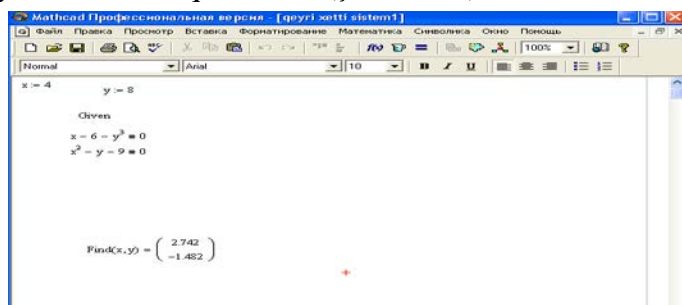 Mathcad Профессиональная версия - [qeyri xetti sistem1]
Файл Правка Просмотр Вставка Форматирование Математика Символика Окно Помощь
100%
Normal Arial 10 B I U
x := 4 y := 8
Given
x − 6 − y³ = 0
x² − y − 9 = 0
Find(x,y) = ( 2.742
−1.482 )